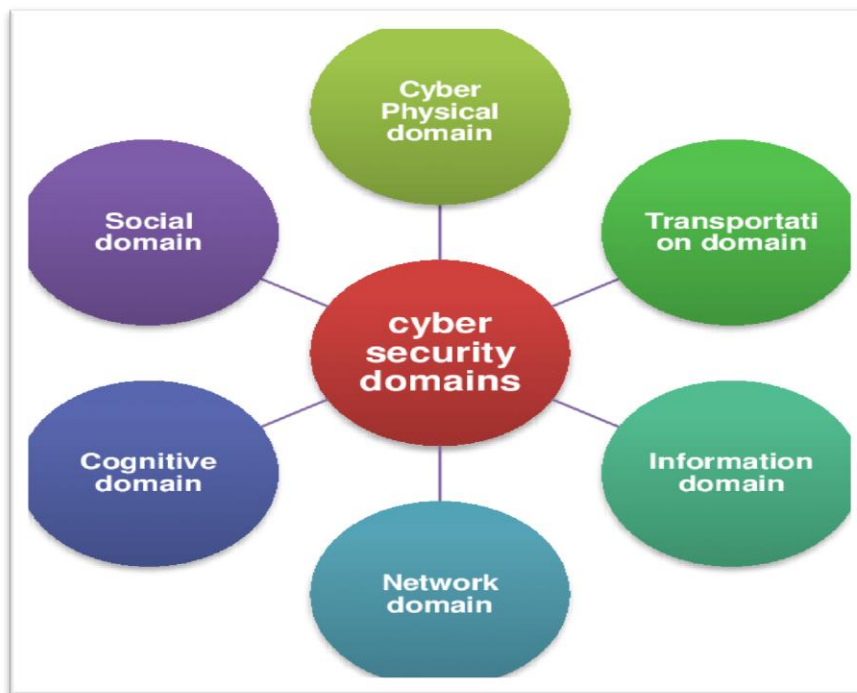 Cyber
Physical
domain
Social
domain
Transportati
on domain
cyber
security
domains
Cognitive
domain
Information
domain
Network
domain